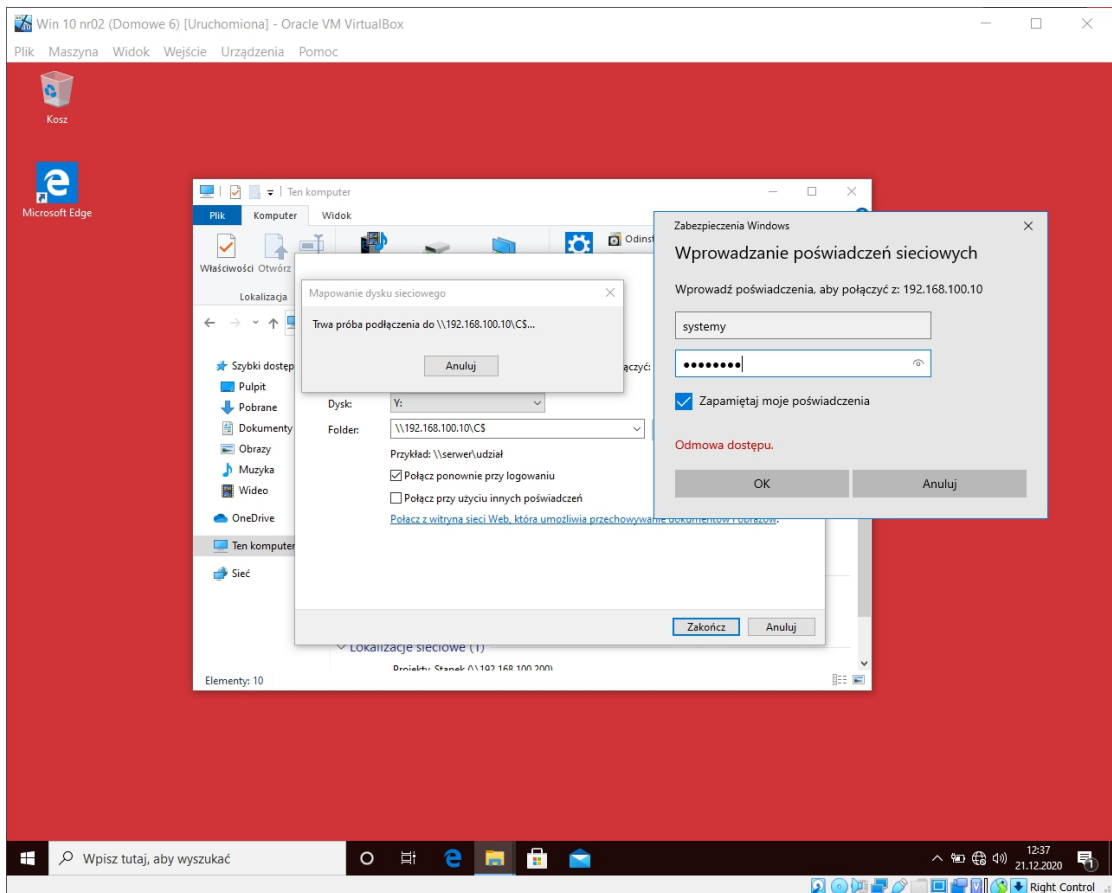 Win 10 nr02 (Domowe 6) [Uruchomiona] - Oracle VM VirtualBox
Plik Maszyna Widok Wejście Urządzenia Pomoc
Kosz
Microsoft Edge
Ten komputer
Plik Komputer Widok
Właściwości Otwórz
Lokalizacja
Szybki dostęp
Pulpit
Pobrane
Dokumenty
Obrazy
Muzyka
Wideo
OneDrive
Ten komputer
Sieć
Elementy: 10
Mapowanie dysku sieciowego
Trwa próba podłączenia do \\192.168.100.10\C$...
Anuluj
Dysk: Y:
Folder: \\192.168.100.10\C$
Przykład: \\serwer\udział
Połącz ponownie przy logowaniu
Połącz przy użyciu innych poświadczeń
Połącz z witryna sieci Web, która umożliwia przechowywanie dokumentów i obrazów.
Zakończ Anuluj
Lokalizacje sieciowe (1)
Projekty_Stanek (\\192.168.100.200)
Zabezpieczenia Windows
Wprowadzanie poświadczeń sieciowych
Wprowadź poświadczenia, aby połączyć z: 192.168.100.10
systemy
Zapamiętaj moje poświadczenia
Odmowa dostępu.
OK Anuluj
Wpisz tutaj, aby wyszukać
12:37
21.12.2020
Right Control